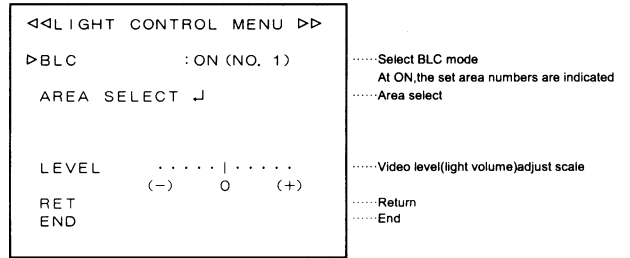 ⊲⊲LIGHT CONTROL MENU ⊳⊳
⊳BLC :ON (NO. 1) ······Select BLC mode
At ON,the set area numbers are indicated
AREA SELECT ↵ ······Area select
LEVEL ·····|····· ······Video level(light volume)adjust scale
(−) 0 (+)
RET ······Return
END ······End